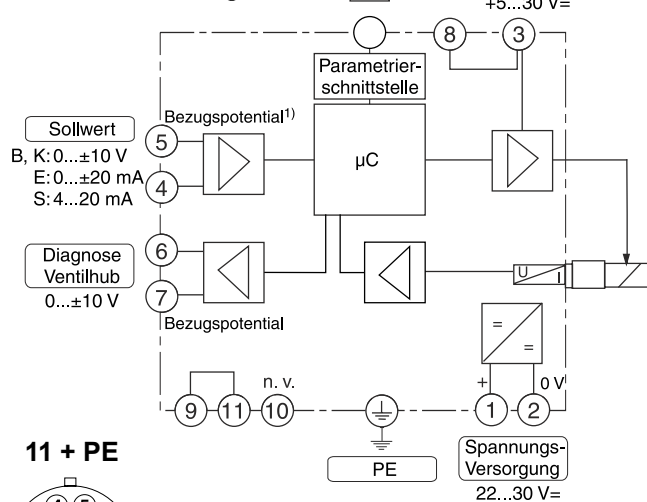 +5...30 V=
8
3
Parametrier-
schnittstelle
Bezugspotential1)
Sollwert
5
B, K: 0...±10 V
E: 0...±20 mA
S: 4...20 mA
4
µC
6
Diagnose
Ventilhub
0...±10 V
7
Bezugspotential
U
I
=
=
n. v.
+
0 V
9
11
10
1
2
11 + PE
PE
Spannungs-
Versorgung
22...30 V=
4
5